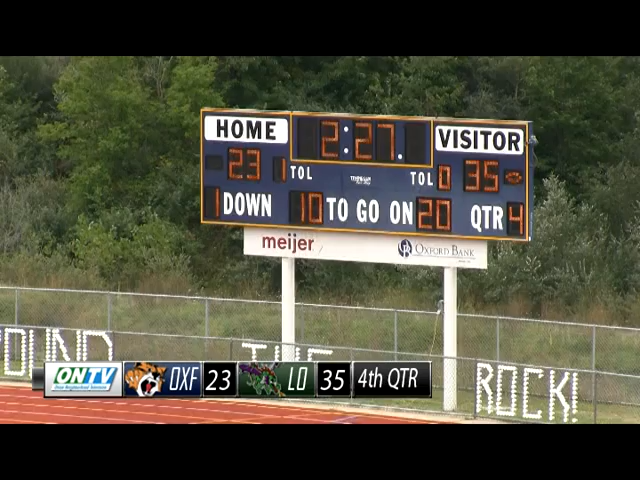 HOME 2:27. VISITOR
23 1 TOL TOL 0 35
1 DOWN 10 TO GO ON 20 QTR 4
meijer OXFORD BANK
OUND THE ROCK!
ONTV OXF 23 LO 35 4th QTR